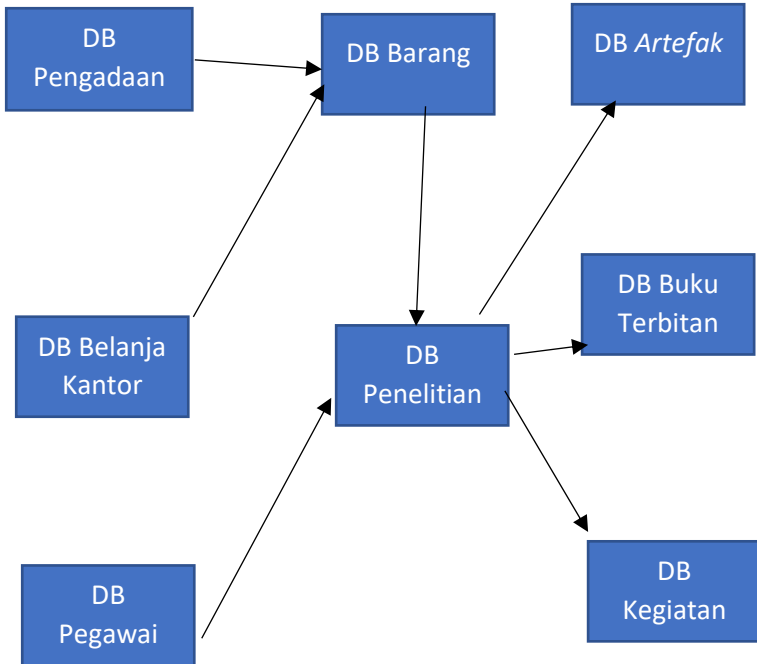 DB
Pengadaan
DB Barang
DB Artefak
DB Buku
Terbitan
DB Belanja
Kantor
DB
Penelitian
DB
Pegawai
DB
Kegiatan